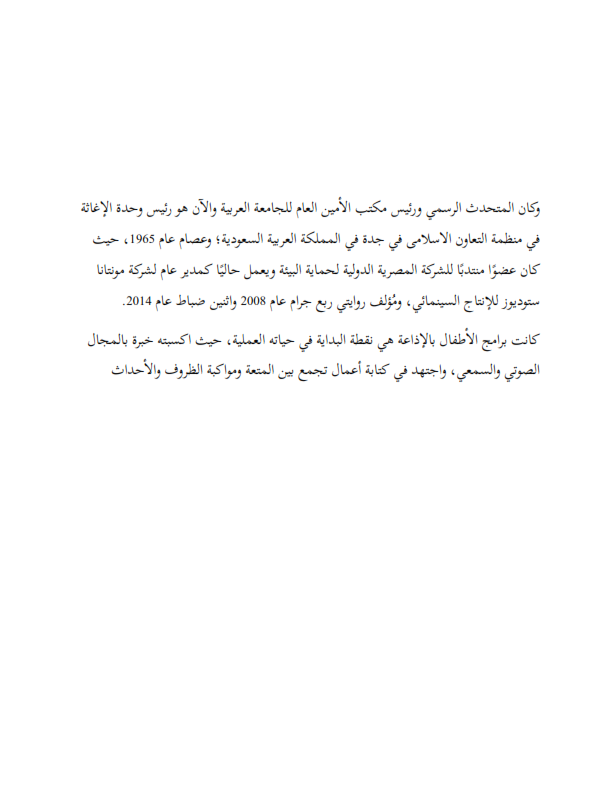 وكان المتحدث الرسمي ورئيس مكتب الأمين العام للجامعة العربية والآن هو رئيس وحدة الإغاثة
في منظمة التعاون الاسلامى في جدة في المملكة العربية السعودية؛ وعصام عام 1965، حيث
كان عضوًا منتدبًا للشركة المصرية الدولية لحماية البيئة ويعمل حاليًا كمدير عام لشركة مونتانا
ستوديوز للإنتاج السينمائي، ومُؤلف روايتي ربع جرام عام 2008 واثنين ضباط عام 2014.
كانت برامج الأطفال بالإذاعة هي نقطة البداية في حياته العملية، حيث اكسبته خبرة بالمجال
الصوتي والسمعي، واجتهد في كتابة أعمال تجمع بين المتعة ومواكبة الظروف والأحداث